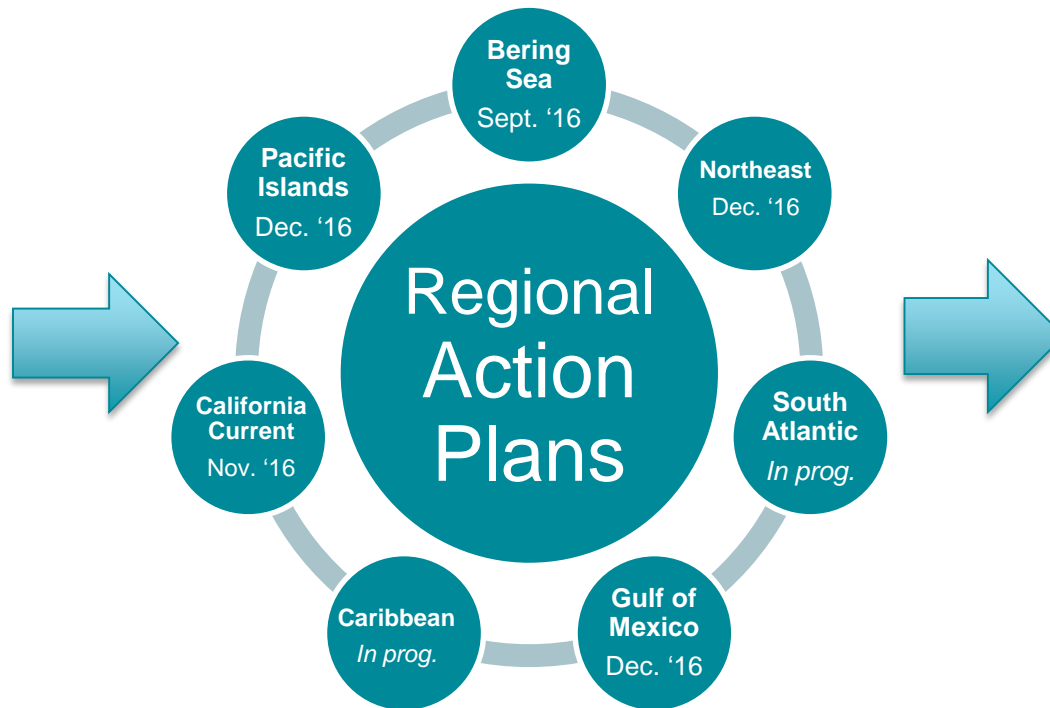 Bering
Sea
Sept. ‘16
Northeast
Dec. ‘16
South
Atlantic
In prog.
Gulf of
Mexico
Dec. ‘16
Caribbean
In prog.
California
Current
Nov. ‘16
Pacific
Islands
Dec. ‘16
Regional
Action
Plans